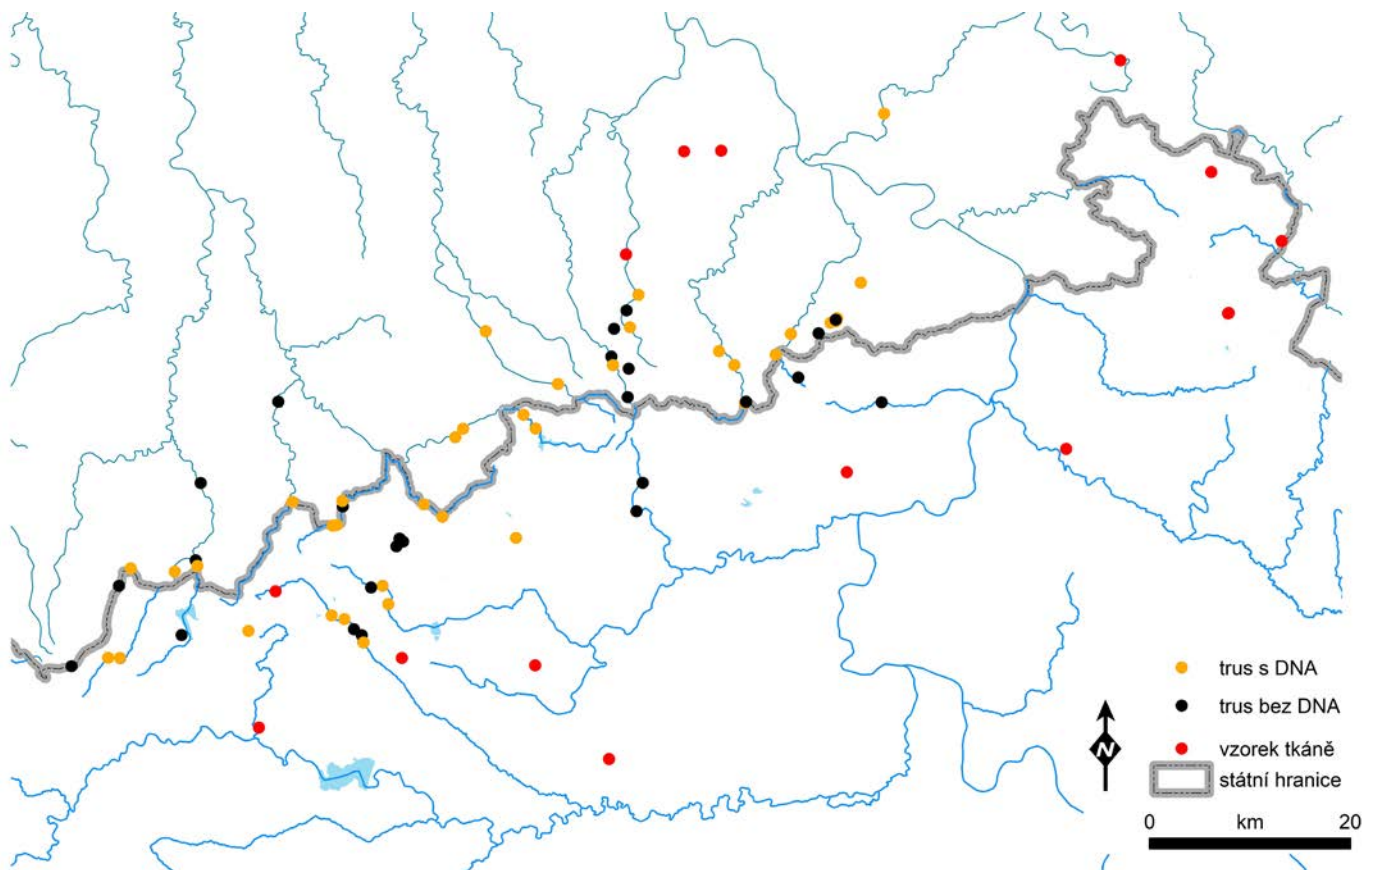 trus s DNA
trus bez DNA
vzorek tkáně
státní hranice
N
0 km 20